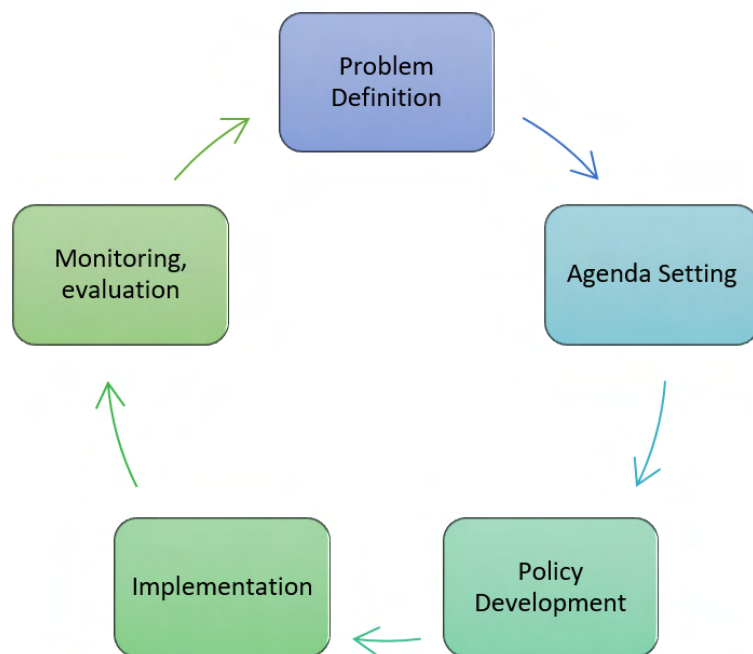 Problem
Definition
Agenda Setting
Policy
Development
Implementation
Monitoring,
evaluation